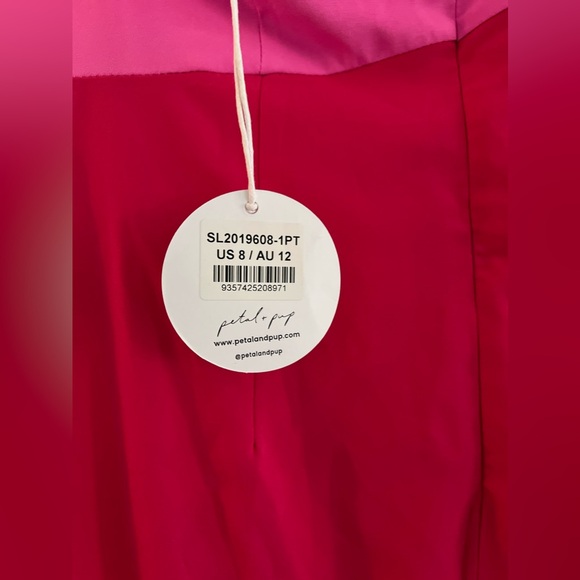 SL2019608-1PT
US 8 / AU 12
9357425208971
petal + pup
www.petalandpup.com
@petalandpup